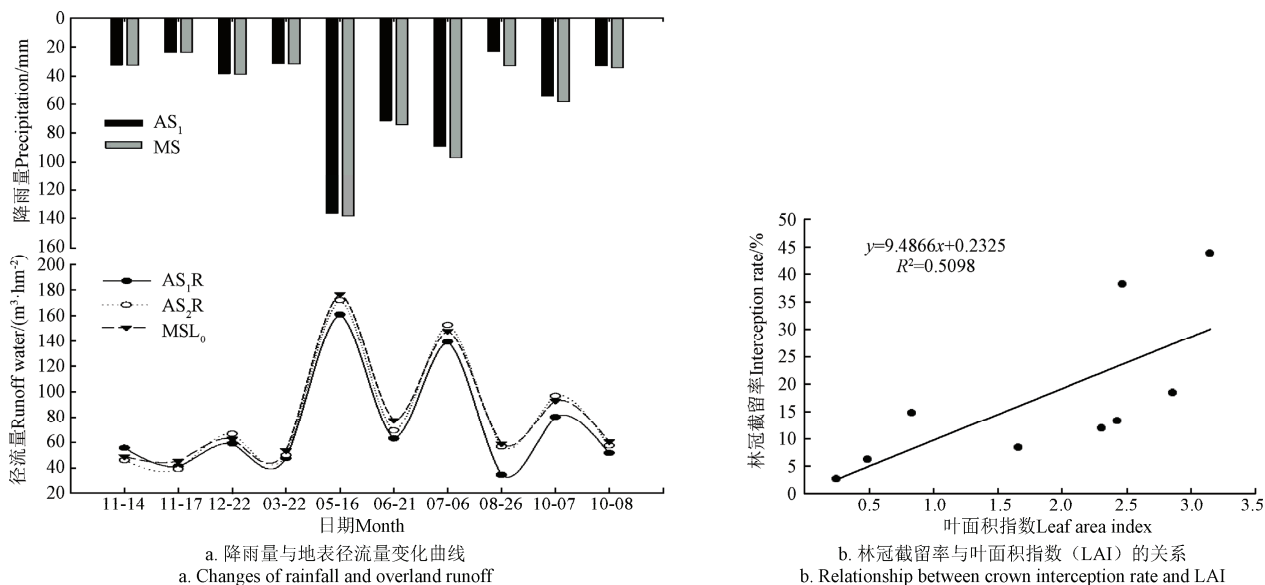 0
20
40
60
80
100
120
140
160
降雨量Precipitation/mm
AS₁
MS
200
180
160
140
120
100
80
60
40
20
径流量Runoff water/(m³·hm⁻²)
AS₁R
AS₂R
MSL₀
11-14 11-17 12-22 03-22 05-16 06-21 07-06 08-26 10-07 10-08
日期Month
a. 降雨量与地表径流量变化曲线
a. Changes of rainfall and overland runoff
50
45
40
35
30
25
20
15
10
5
0
林冠截留率Interception rate/%
y=9.4866x+0.2325
R²=0.5098
0.5 1.0 1.5 2.0 2.5 3.0 3.5
叶面积指数Leaf area index
b. 林冠截留率与叶面积指数（LAI）的关系
b. Relationship between crown interception rate and LAI